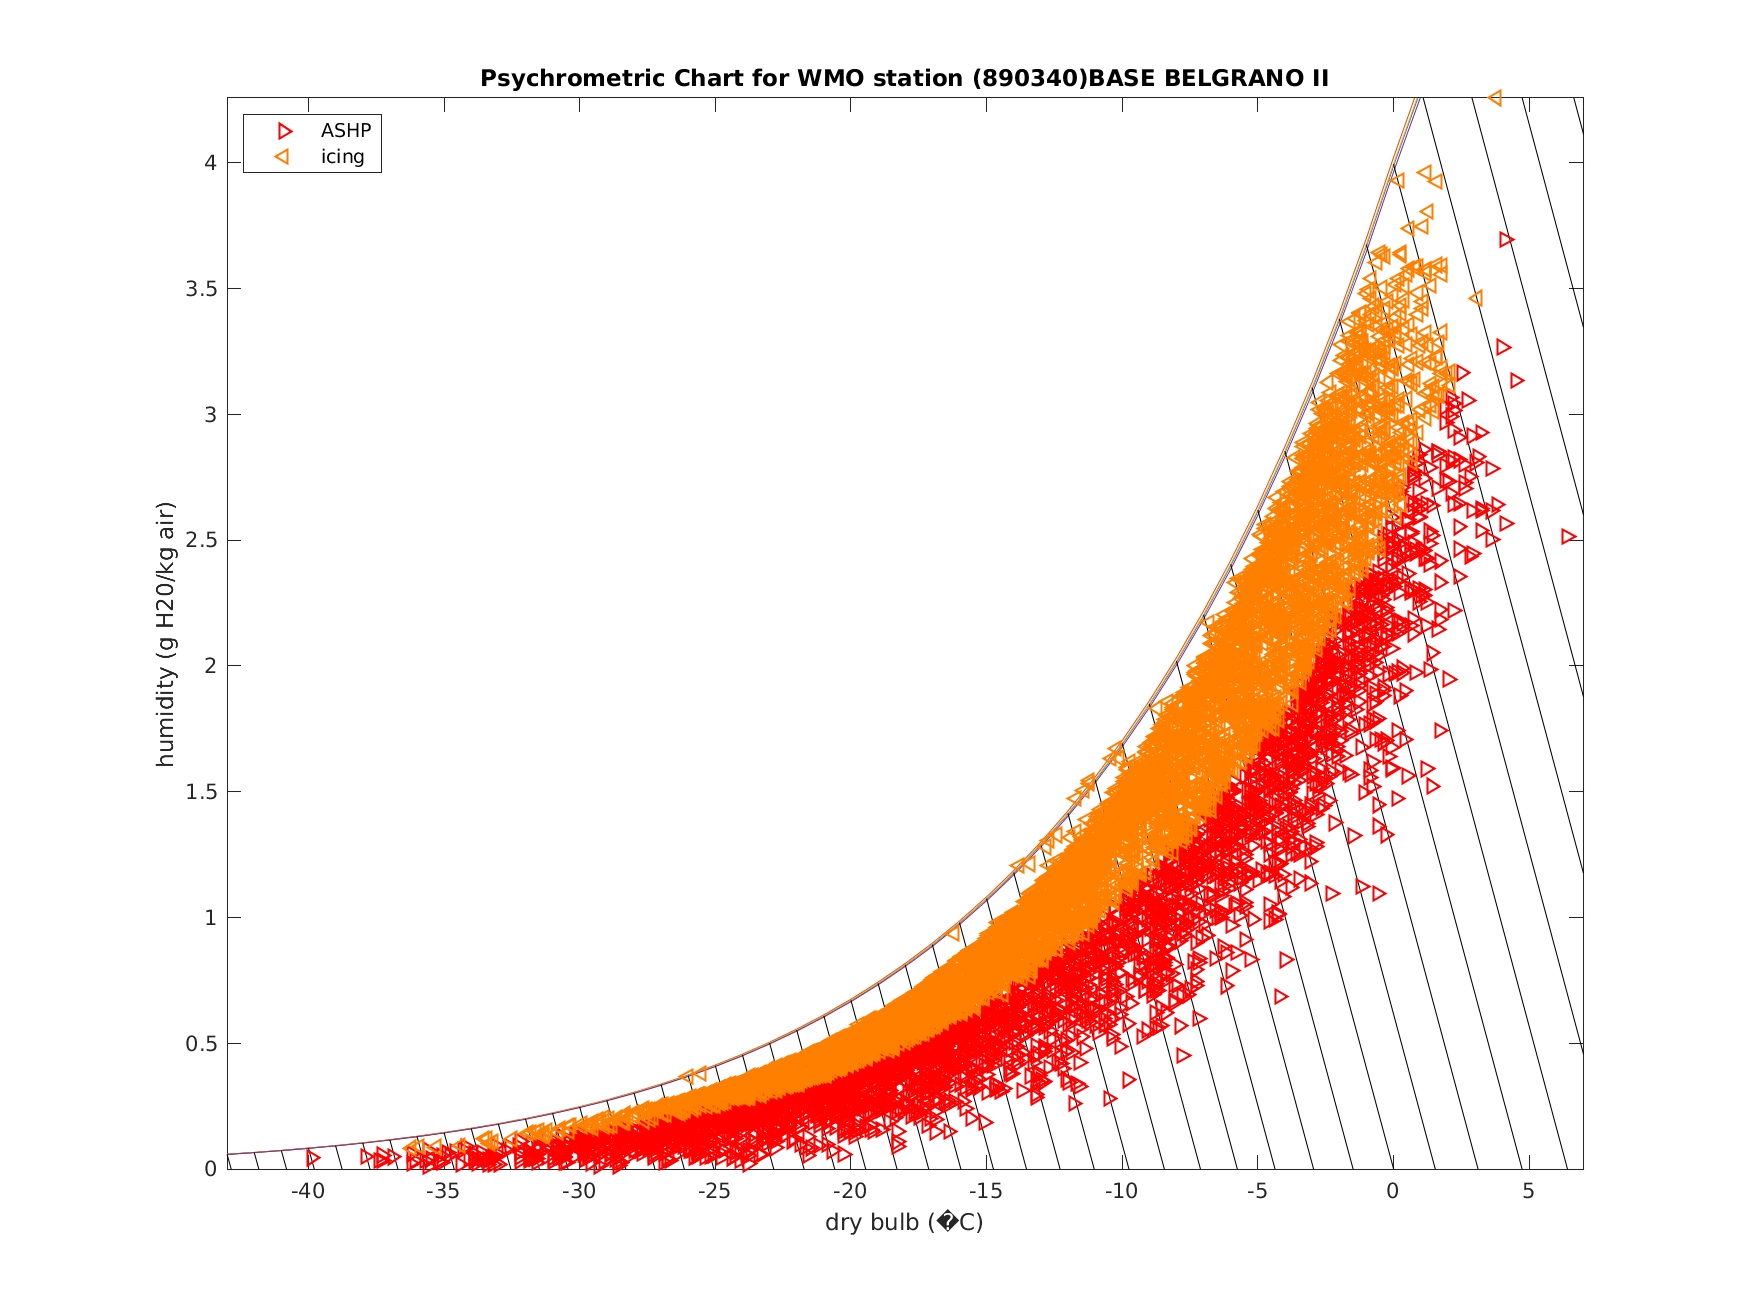 Psychrometric Chart for WMO station (890340)BASE BELGRANO II
ASHP
icing
humidity (g H20/kg air)
4
3.5
3
2.5
2
1.5
1
0.5
0
-40 -35 -30 -25 -20 -15 -10 -5 0 5
dry bulb (�C)